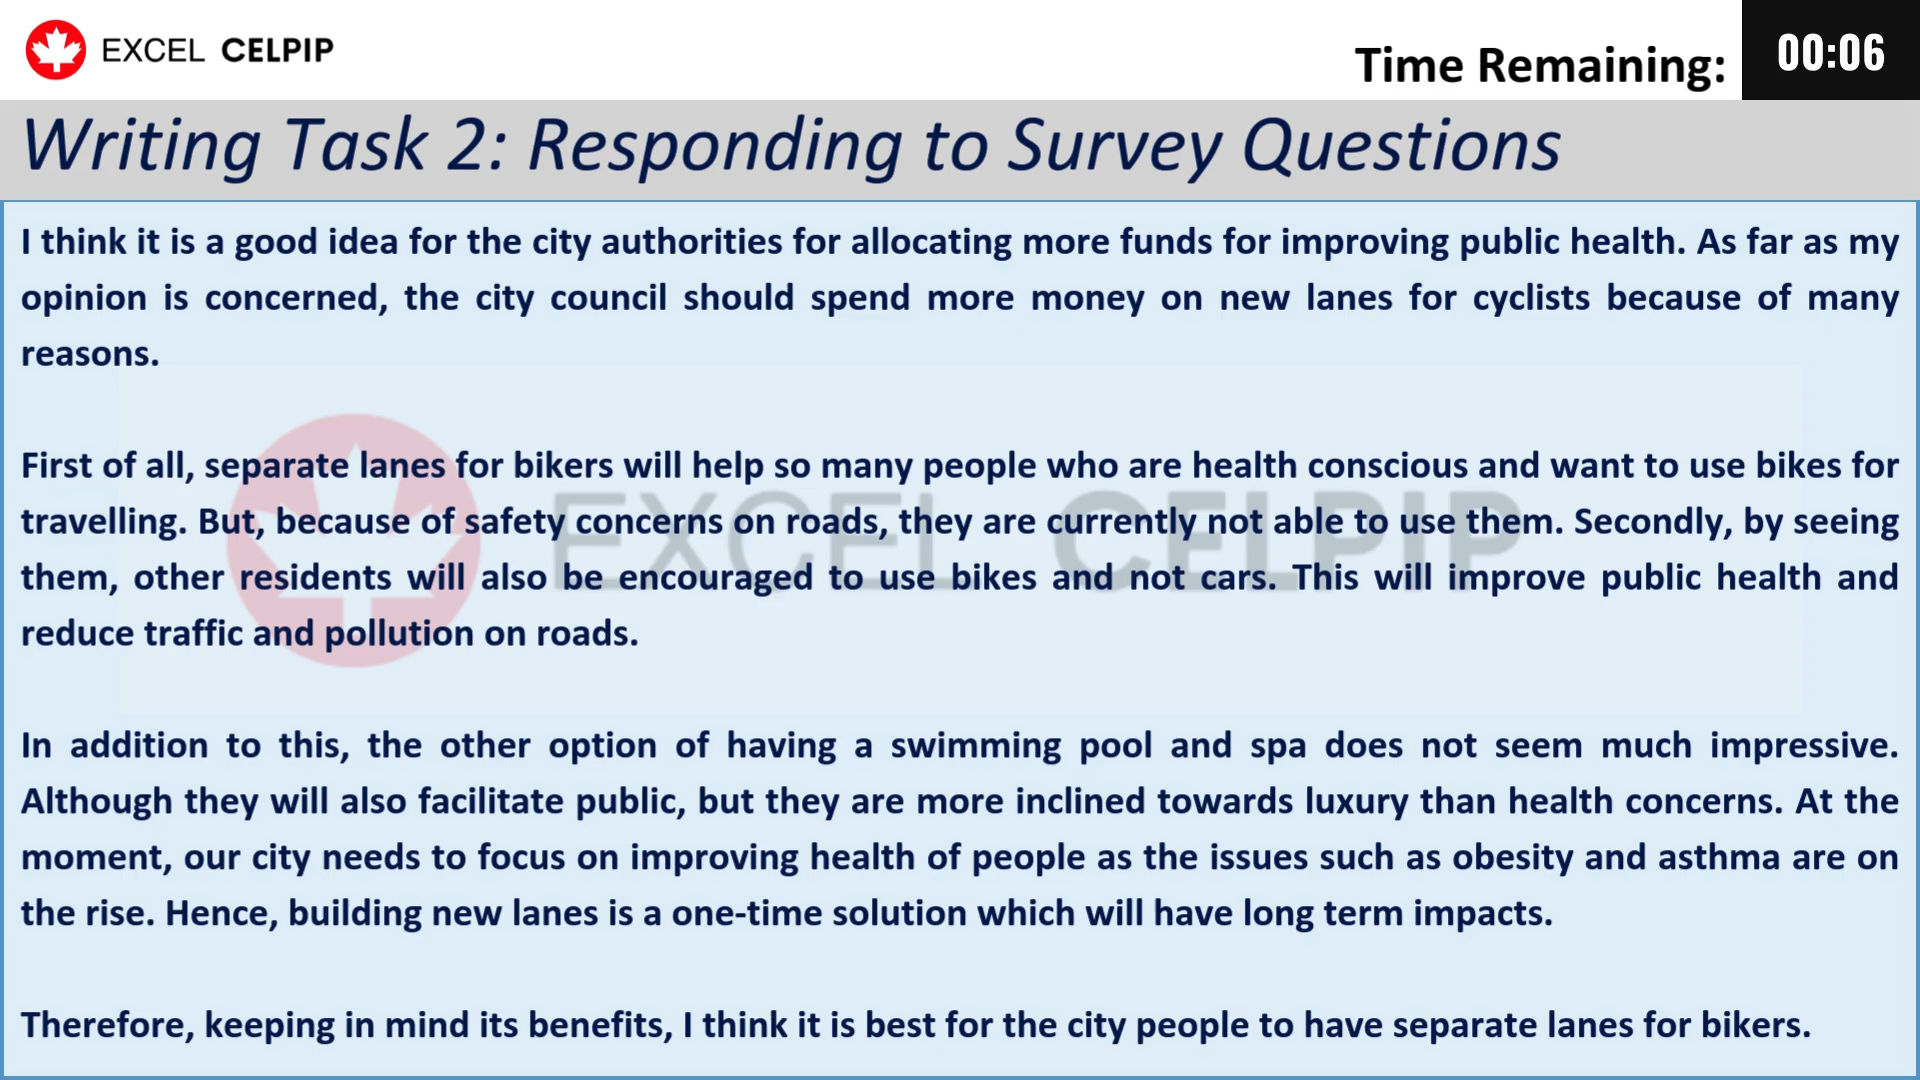 EXCEL CELPIP
Time Remaining:
00:06
Writing Task 2: Responding to Survey Questions
I think it is a good idea for the city authorities for allocating more funds for improving public health. As far as my
opinion is concerned, the city council should spend more money on new lanes for cyclists because of many
reasons.
First of all, separate lanes for bikers will help so many people who are health conscious and want to use bikes for
travelling. But, because of safety concerns on roads, they are currently not able to use them. Secondly, by seeing
them, other residents will also be encouraged to use bikes and not cars. This will improve public health and
reduce traffic and pollution on roads.
EXCEL CELPIP
In addition to this, the other option of having a swimming pool and spa does not seem much impressive.
Although they will also facilitate public, but they are more inclined towards luxury than health concerns. At the
moment, our city needs to focus on improving health of people as the issues such as obesity and asthma are on
the rise. Hence, building new lanes is a one-time solution which will have long term impacts.
Therefore, keeping in mind its benefits, I think it is best for the city people to have separate lanes for bikers.